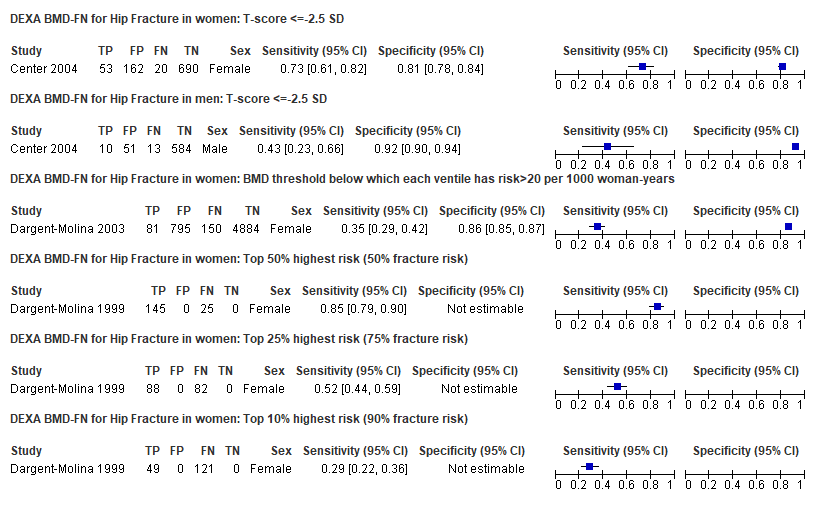 DEXA BMD-FN for Hip Fracture in women: T-score <=-2.5 SD
Study TP FP FN TN Sex Sensitivity (95% CI) Specificity (95% CI) Sensitivity (95% CI) Specificity (95% CI)
Center 2004 53 162 20 690 Female 0.73 [0.61, 0.82] 0.81 [0.78, 0.84]
0 0.2 0.4 0.6 0.8 1 0 0.2 0.4 0.6 0.8 1
DEXA BMD-FN for Hip Fracture in men: T-score <=-2.5 SD
Study TP FP FN TN Sex Sensitivity (95% CI) Specificity (95% CI) Sensitivity (95% CI) Specificity (95% CI)
Center 2004 10 51 13 584 Male 0.43 [0.23, 0.66] 0.92 [0.90, 0.94]
0 0.2 0.4 0.6 0.8 1 0 0.2 0.4 0.6 0.8 1
DEXA BMD-FN for Hip Fracture in women: BMD threshold below which each ventile has risk>20 per 1000 woman-years
Study TP FP FN TN Sex Sensitivity (95% CI) Specificity (95% CI) Sensitivity (95% CI) Specificity (95% CI)
Dargent-Molina 2003 81 795 150 4884 Female 0.35 [0.29, 0.42] 0.86 [0.85, 0.87]
0 0.2 0.4 0.6 0.8 1 0 0.2 0.4 0.6 0.8 1
DEXA BMD-FN for Hip Fracture in women: Top 50% highest risk (50% fracture risk)
Study TP FP FN TN Sex Sensitivity (95% CI) Specificity (95% CI) Sensitivity (95% CI) Specificity (95% CI)
Dargent-Molina 1999 145 0 25 0 Female 0.85 [0.79, 0.90] Not estimable
0 0.2 0.4 0.6 0.8 1 0 0.2 0.4 0.6 0.8 1
DEXA BMD-FN for Hip Fracture in women: Top 25% highest risk (75% fracture risk)
Study TP FP FN TN Sex Sensitivity (95% CI) Specificity (95% CI) Sensitivity (95% CI) Specificity (95% CI)
Dargent-Molina 1999 88 0 82 0 Female 0.52 [0.44, 0.59] Not estimable
0 0.2 0.4 0.6 0.8 1 0 0.2 0.4 0.6 0.8 1
DEXA BMD-FN for Hip Fracture in women: Top 10% highest risk (90% fracture risk)
Study TP FP FN TN Sex Sensitivity (95% CI) Specificity (95% CI) Sensitivity (95% CI) Specificity (95% CI)
Dargent-Molina 1999 49 0 121 0 Female 0.29 [0.22, 0.36] Not estimable
0 0.2 0.4 0.6 0.8 1 0 0.2 0.4 0.6 0.8 1